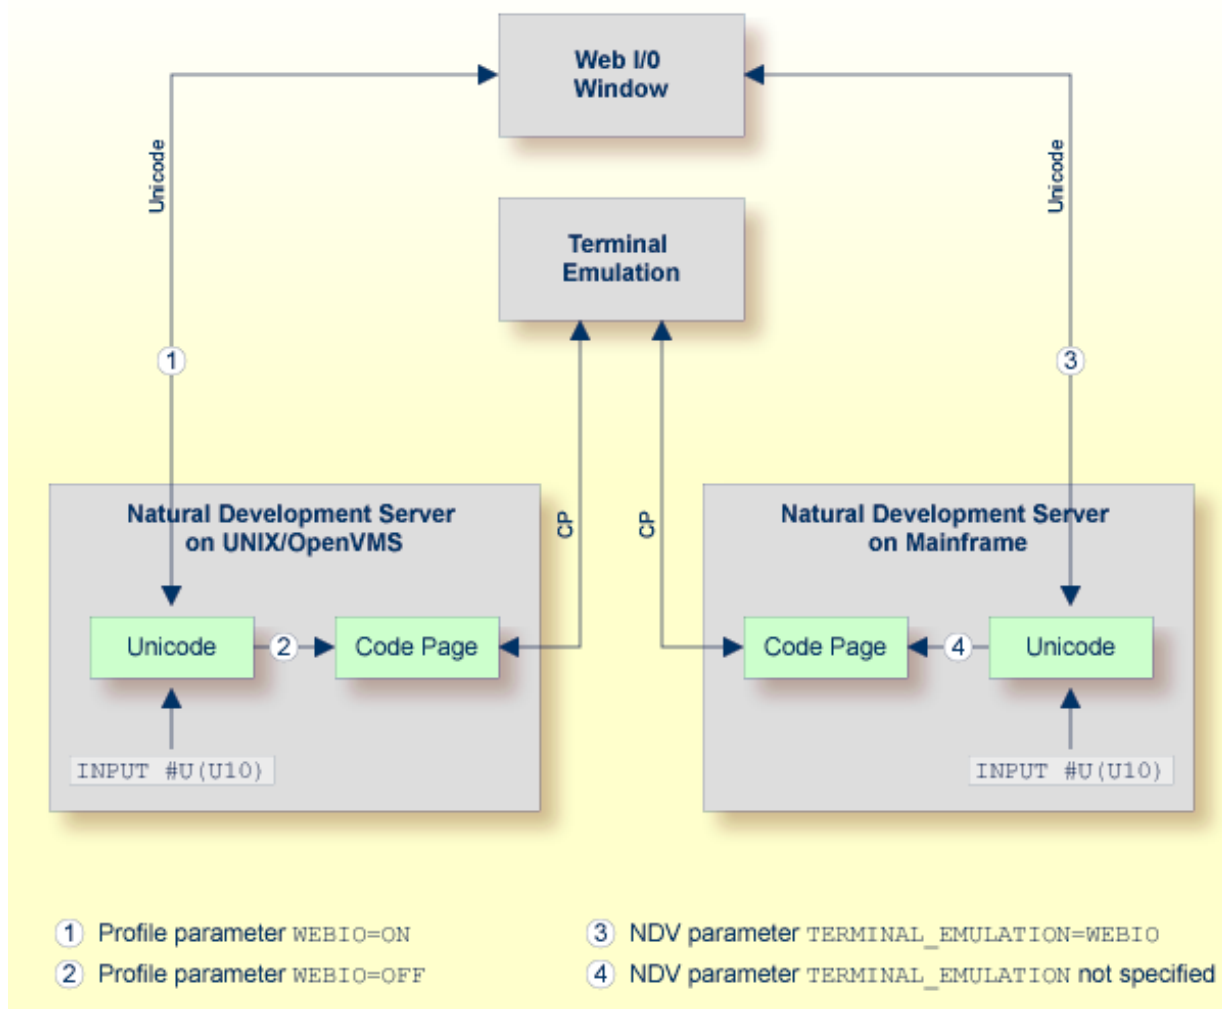 Web I/0
Window
Unicode
Unicode
Terminal
Emulation
1
3
Natural Development Server
on UNIX/OpenVMS
CP
CP
Natural Development Server
on Mainframe
Unicode
2
Code Page
Code Page
4
Unicode
INPUT #U(U10)
INPUT #U(U10)
1 Profile parameter WEBIO=ON
2 Profile parameter WEBIO=OFF
3 NDV parameter TERMINAL_EMULATION=WEBIO
4 NDV parameter TERMINAL_EMULATION not specified